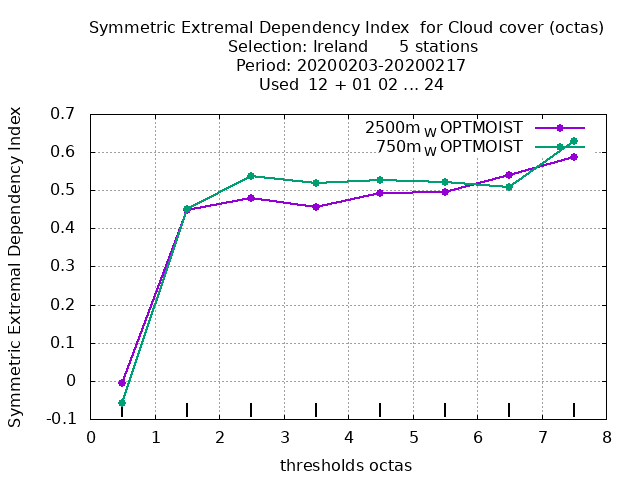 Symmetric Extremal Dependency Index  for Cloud cover (octas)
Selection: Ireland      5 stations
Period: 20200203-20200217
Used  12 + 01 02 ... 24
Symmetric Extremal Dependency Index
0.7
0.6
0.5
0.4
0.3
0.2
0.1
0
-0.1
2500m W OPTMOIST
750m W OPTMOIST
0 1 2 3 4 5 6 7 8
thresholds octas